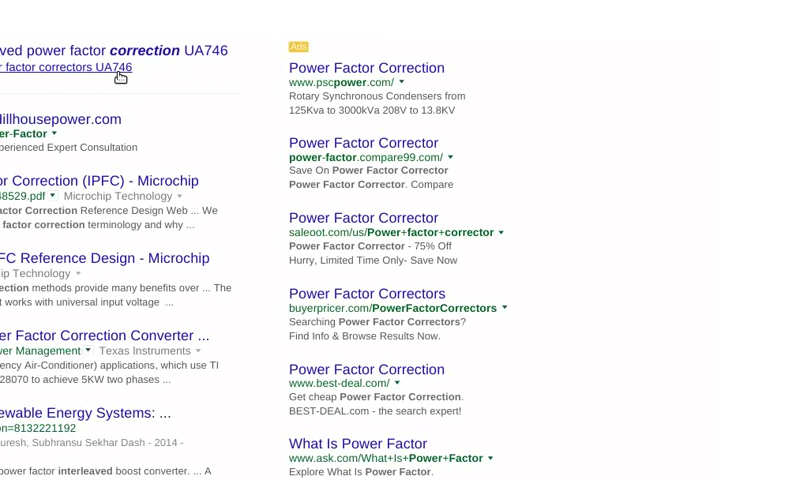 ved power factor correction UA746
r factor correctors UA746
Hillhousepower.com
er-Factor
perienced Expert Consultation
or Correction (IPFC) - Microchip
48529.pdf Microchip Technology
actor Correction Reference Design Web ... We
factor correction terminology and why ...
FC Reference Design - Microchip
hip Technology
ection methods provide many benefits over ... The
t works with universal input voltage ...
er Factor Correction Converter ...
wer Management Texas Instruments
ency Air-Conditioner) applications, which use TI
28070 to achieve 5KW two phases ...
ewable Energy Systems: ...
on=8132221192
uresh, Subhransu Sekhar Dash - 2014 -
power factor interleaved boost converter. ... A
Ads
Power Factor Correction
www.pscpower.com/
Rotary Synchronous Condensers from
125Kva to 3000kVa 208V to 13.8KV
Power Factor Corrector
power-factor.compare99.com/
Save On Power Factor Corrector
Power Factor Corrector. Compare
Power Factor Corrector
saleoot.com/us/Power+factor+corrector
Power Factor Corrector - 75% Off
Hurry, Limited Time Only- Save Now
Power Factor Correctors
buyerpricer.com/PowerFactorCorrectors
Searching Power Factor Correctors?
Find Info & Browse Results Now.
Power Factor Correction
www.best-deal.com/
Get cheap Power Factor Correction.
BEST-DEAL.com - the search expert!
What Is Power Factor
www.ask.com/What+Is+Power+Factor
Explore What Is Power Factor.